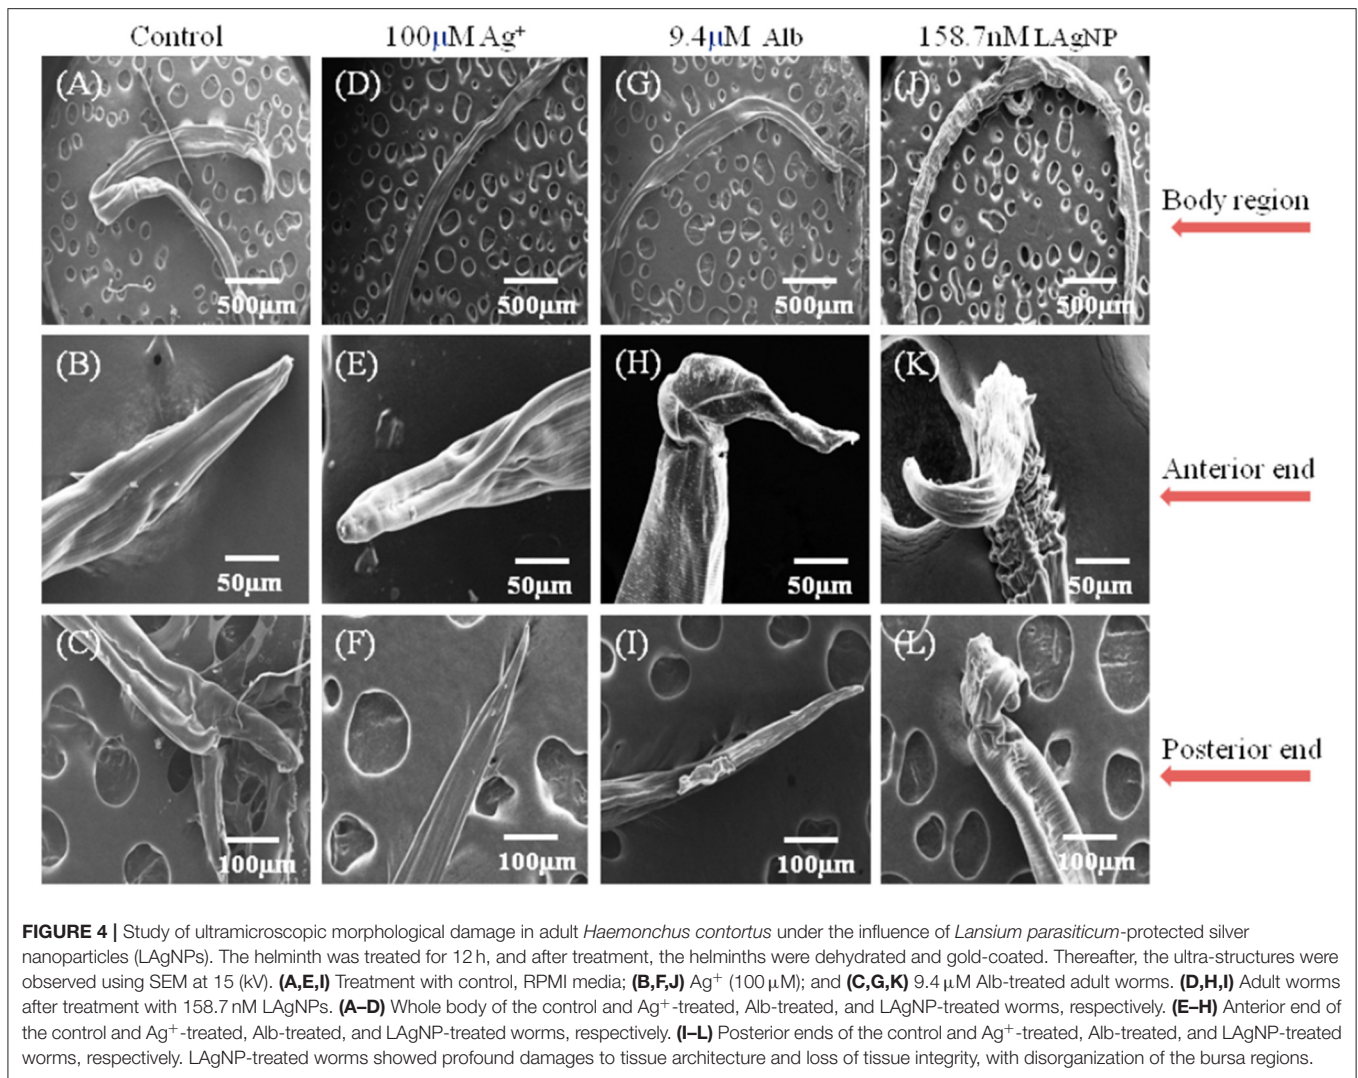 Control 100μM Ag⁺ 9.4μM Alb 158.7nM LAgNP
(A) (D) (G) (J)
Body region
500μm 500μm 500μm 500μm
(B) (E) (H) (K)
Anterior end
50μm 50μm 50μm 50μm
(C) (F) (I) (L)
Posterior end
100μm 100μm 100μm 100μm
FIGURE 4 | Study of ultramicroscopic morphological damage in adult Haemonchus contortus under the influence of Lansium parasiticum-protected silver
nanoparticles (LAgNPs). The helminth was treated for 12 h, and after treatment, the helminths were dehydrated and gold-coated. Thereafter, the ultra-structures were
observed using SEM at 15 (kV). (A,E,I) Treatment with control, RPMI media; (B,F,J) Ag⁺ (100 μM); and (C,G,K) 9.4 μM Alb-treated adult worms. (D,H,I) Adult worms
after treatment with 158.7 nM LAgNPs. (A–D) Whole body of the control and Ag⁺-treated, Alb-treated, and LAgNP-treated worms, respectively. (E–H) Anterior end of
the control and Ag⁺-treated, Alb-treated, and LAgNP-treated worms, respectively. (I–L) Posterior ends of the control and Ag⁺-treated, Alb-treated, and LAgNP-treated
worms, respectively. LAgNP-treated worms showed profound damages to tissue architecture and loss of tissue integrity, with disorganization of the bursa regions.